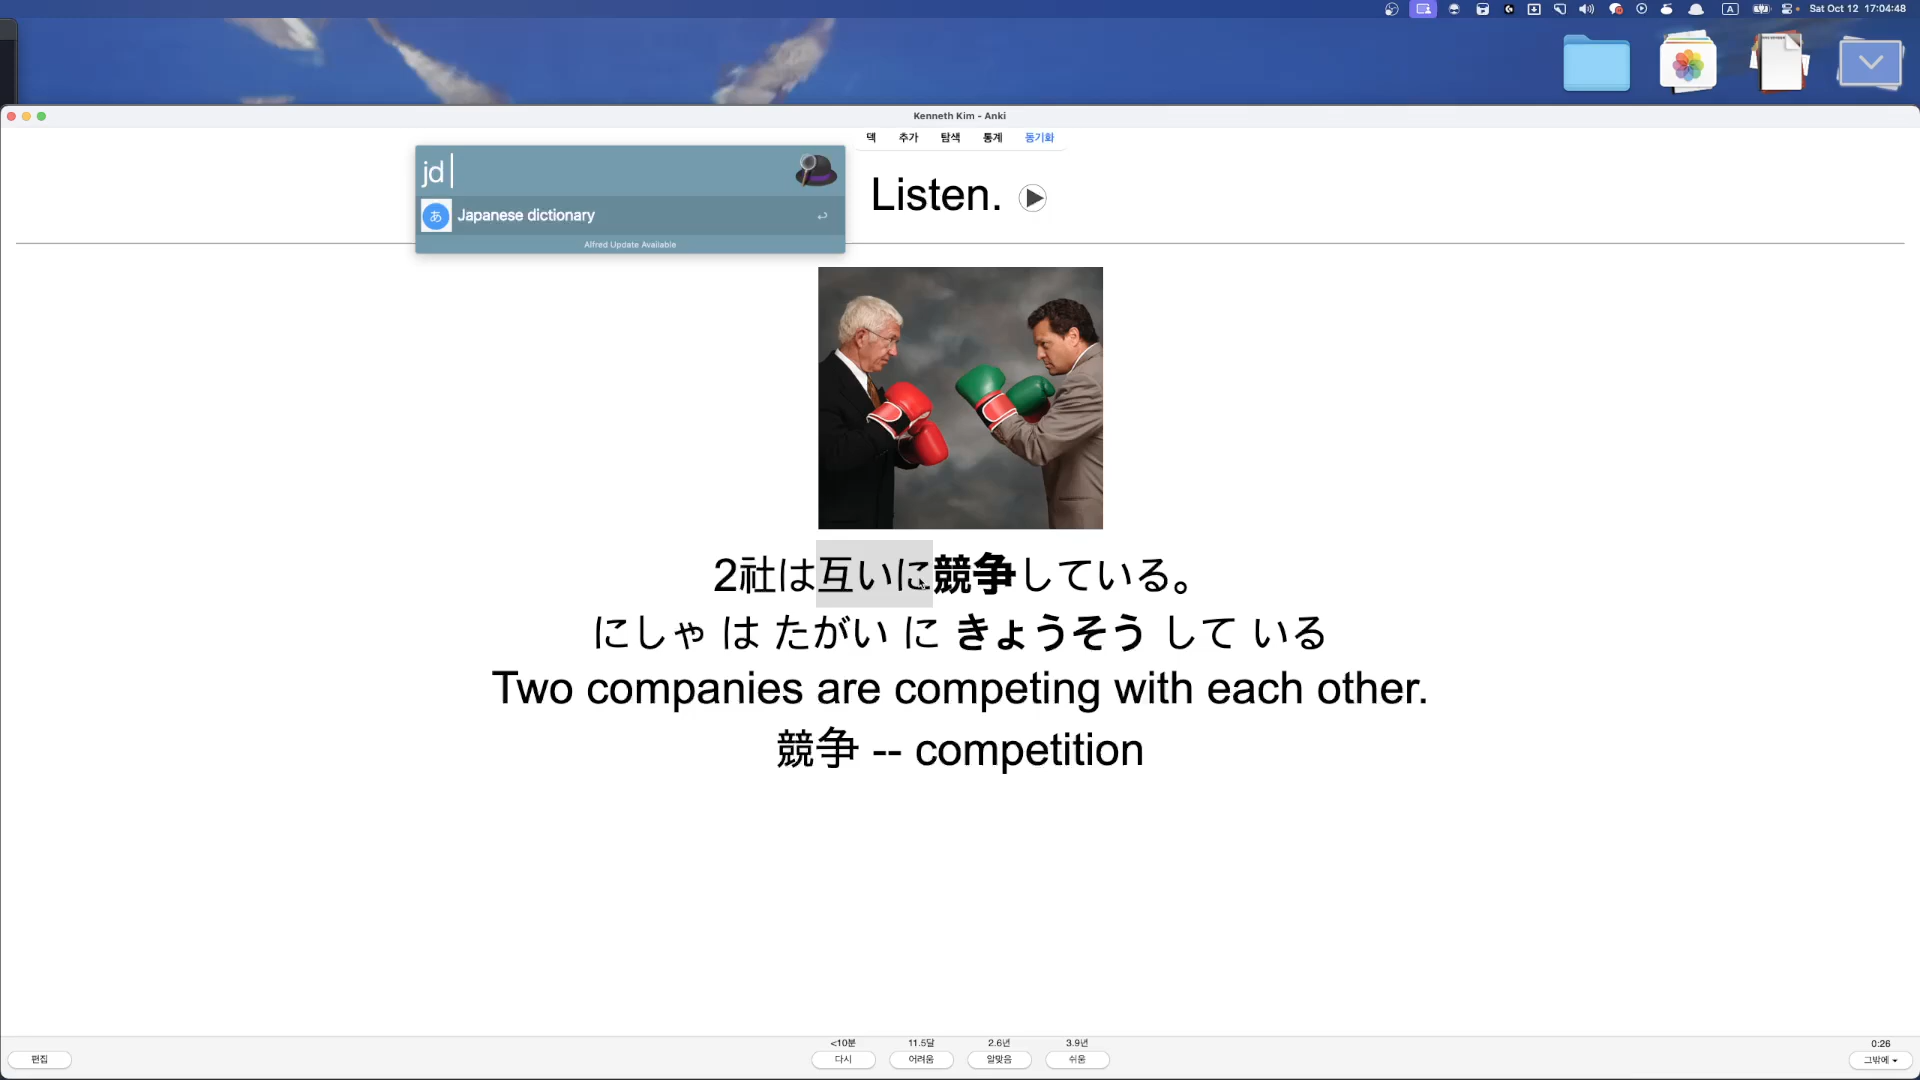 Sat Oct 12 17:04:48
Kenneth Kim - Anki
덱 추가 탐색 통계 동기화
jd
あ Japanese dictionary
Alfred Update Available
Listen.
2社は互いに競争している。
にしゃ は たがい に きょうそう して いる
Two companies are competing with each other.
競争 -- competition
<10분 11.5달 2.6년 3.9년 0:26
편집 다시 어려움 알맞음 쉬움 그밖에